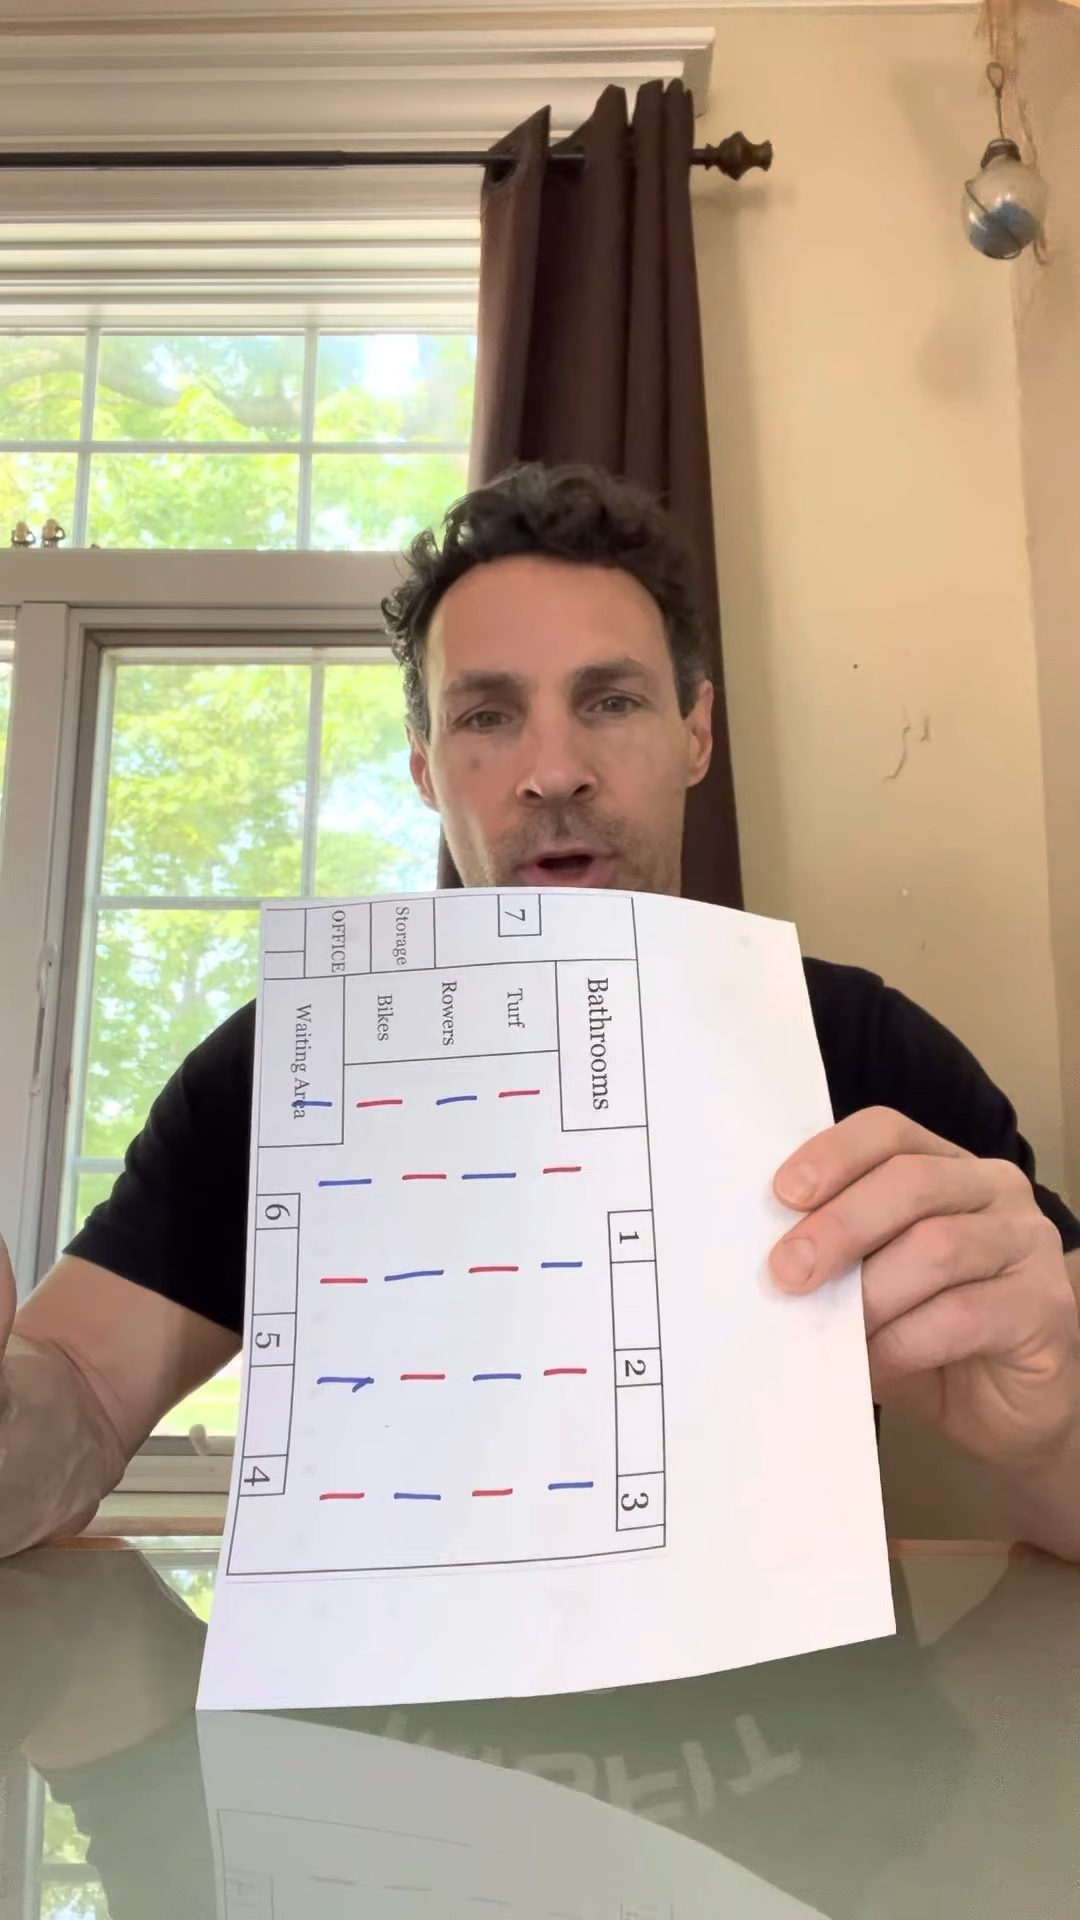 7
Storage
OFFICE
Bathrooms
Turf
Rowers
Bikes
Waiting Area
1
2
3
6
5
4